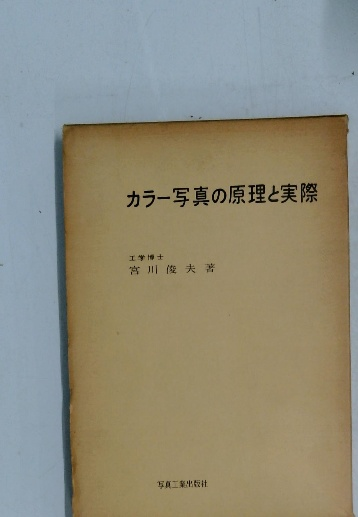 カラー写真の原理と実際
工学博士
宮川俊夫著
写真工業出版社